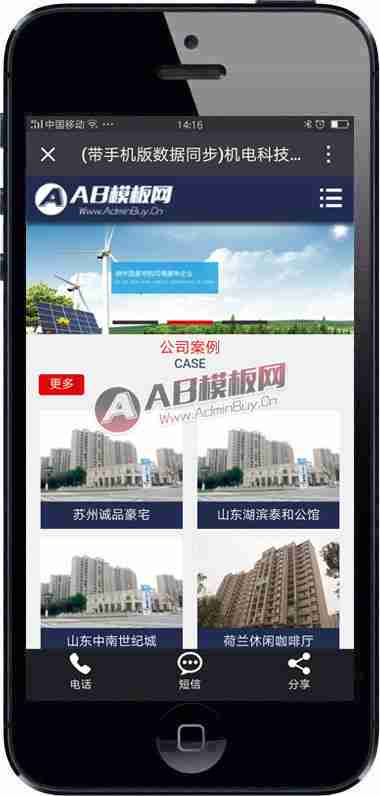 中国移动
14:16
(带手机版数据同步)机电科技...
AB模板网
Www.AdminBuy.Cn
公司案例
CASE
更多
AB模板网
Www.AdminBuy.Cn
苏州诚品豪宅
山东湖滨泰和公馆
山东中南世纪城
荷兰休闲咖啡厅
电话
短信
分享